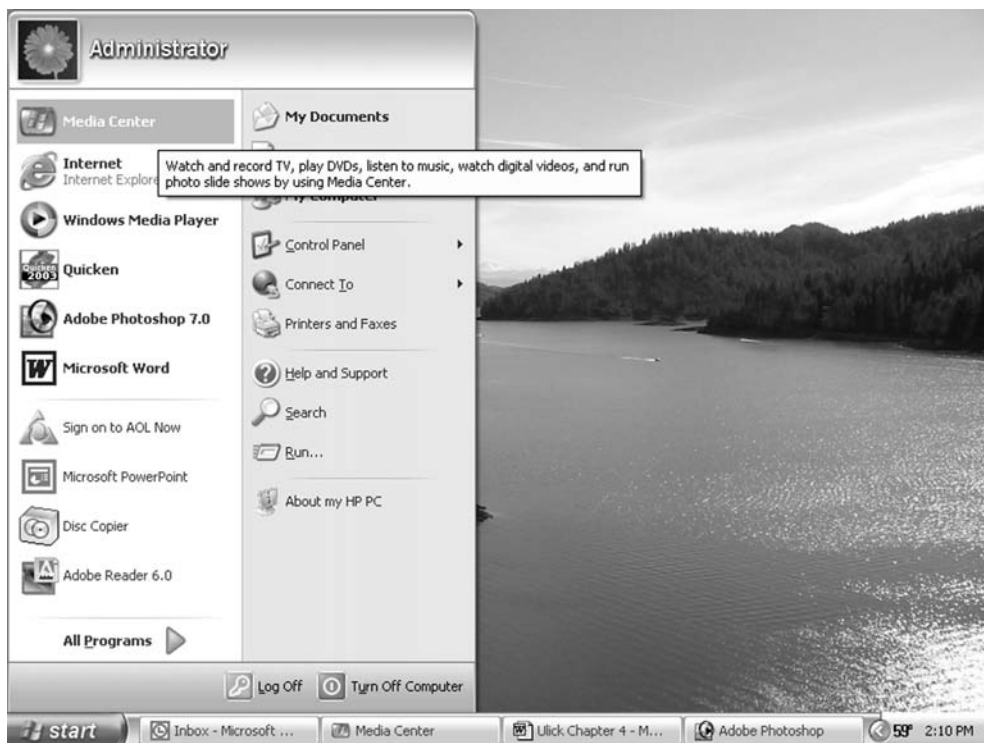 Administrator
Media Center
Internet
Internet Explore
Watch and record TV, play DVDs, listen to music, watch digital videos, and run
photo slide shows by using Media Center.
Windows Media Player
Quicken
2003
Quicken
Adobe Photoshop 7.0
W
Microsoft Word
Sign on to AOL Now
Microsoft PowerPoint
Disc Copier
Adobe Reader 6.0
All Programs
My Documents
My Computer
Control Panel
Connect To
Printers and Faxes
Help and Support
Search
Run...
About my HP PC
Log Off
Turn Off Computer
start
Inbox - Microsoft ...
Media Center
Ulick Chapter 4 - M...
Adobe Photoshop
59°
2:10 PM